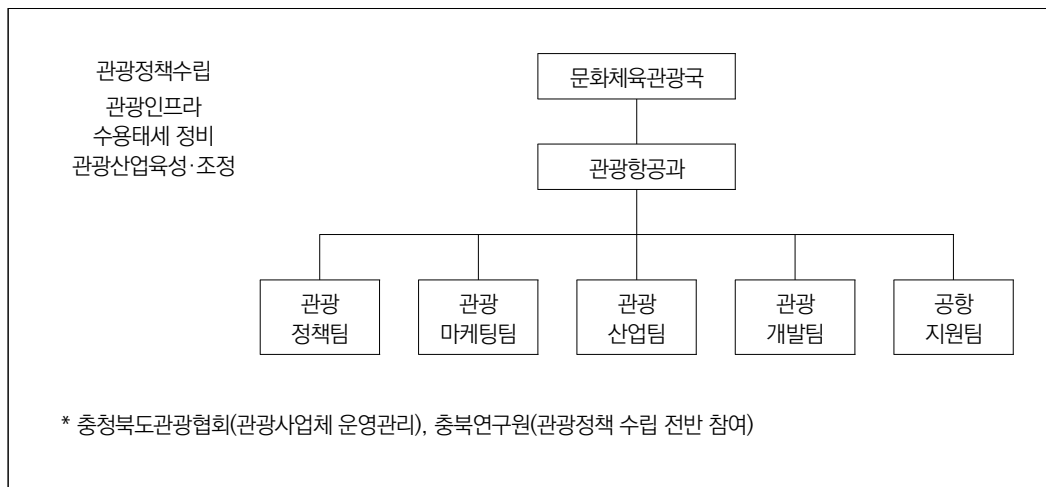 관광정책수립
관광인프라
수용태세 정비
관광산업육성·조정
문화체육관광국
관광항공과
관광
정책팀
관광
마케팅팀
관광
산업팀
관광
개발팀
공항
지원팀
* 충청북도관광협회(관광사업체 운영관리), 충북연구원(관광정책 수립 전반 참여)